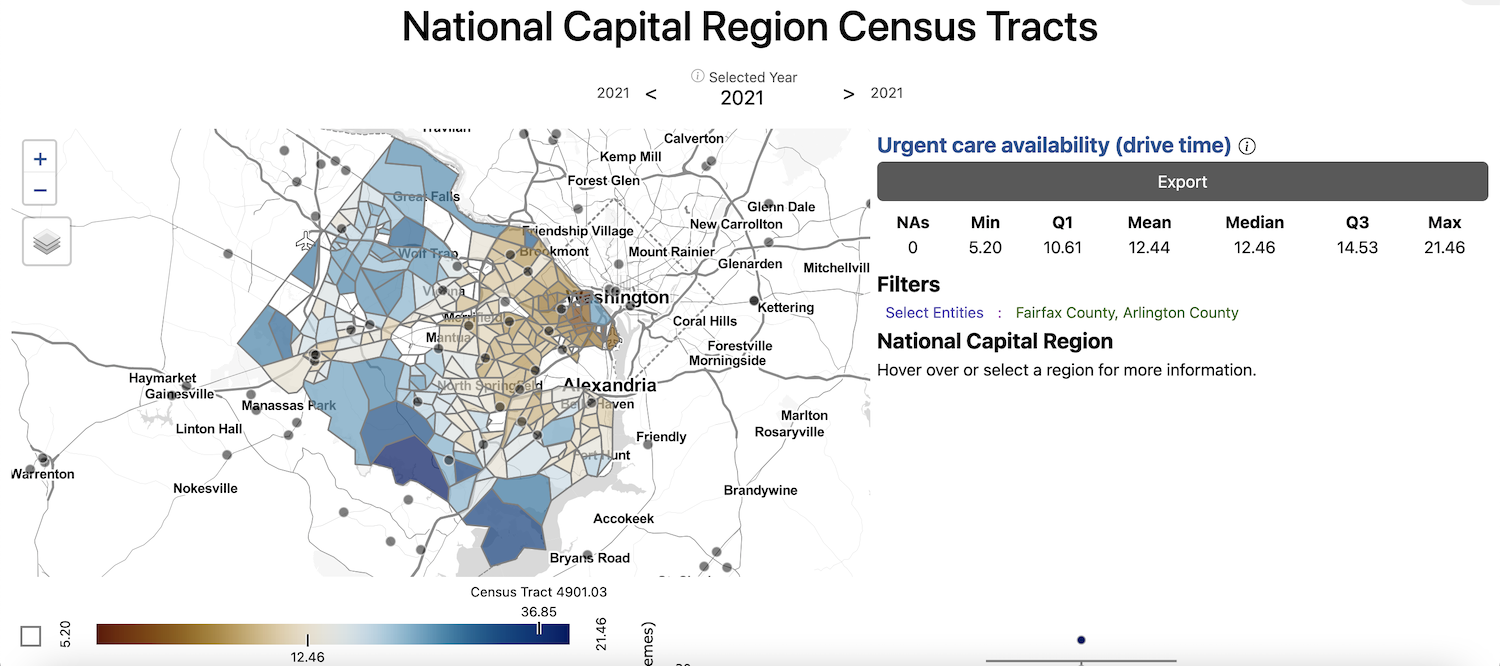 National Capital Region Census Tracts
Selected Year
2021 < 2021 > 2021
Urgent care availability (drive time)
Export
NAs Min Q1 Mean Median Q3 Max
0 5.20 10.61 12.44 12.46 14.53 21.46
Filters
Select Entities : Fairfax County, Arlington County
National Capital Region
Hover over or select a region for more information.
+
−
Travilah
Calverton
Kemp Mill
Forest Glen
Great Falls
Glenn Dale
New Carrollton
Friendship Village
Wolf Trap
Brookmont
Mount Rainier
Glenarden
Mitchellvil
Vienna
Washington
Kettering
Merrifield
Coral Hills
Mantua
Forestville
Morningside
Haymarket
North Springfield
Alexandria
Gainesville
Manassas Park
Belle Haven
Marlton
Linton Hall
Rosaryville
Friendly
Fort Hunt
Warrenton
Nokesville
Brandywine
Accokeek
Bryans Road
Census Tract 4901.03
36.85
5.20
21.46
12.46
emes)